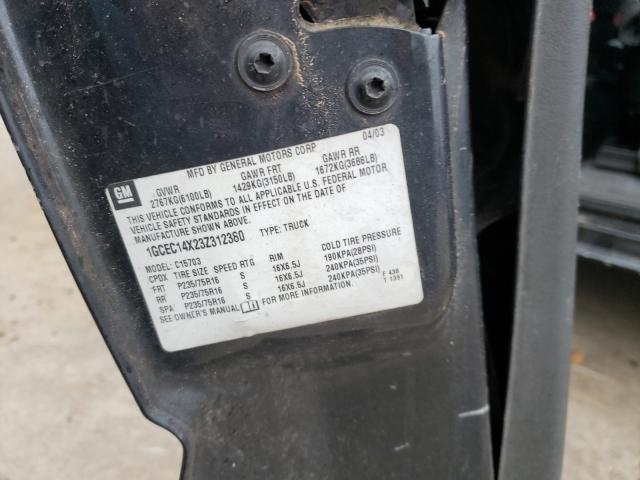 04/03
MFD BY GENERAL MOTORS CORP
GM
GVWR GAWR FRT GAWR RR
2767KG(6100LB) 1429KG(3150LB) 1672KG(3686LB)
THIS VEHICLE CONFORMS TO ALL APPLICABLE U.S. FEDERAL MOTOR
VEHICLE SAFETY STANDARDS IN EFFECT ON THE DATE OF
MANUFACTURE SHOWN ABOVE.
1GCEC14X23Z312360 TYPE: TRUCK
MODEL: C15703
CPDX TIRE SIZE SPEED RTG RIM COLD TIRE PRESSURE
FRT P235/75R16 S 16X6.5J 190KPA(28PSI)
RR P235/75R16 S 16X6.5J 240KPA(35PSI)
SPA P235/75R16 S 16X6.5J 240KPA(35PSI)
SEE OWNER'S MANUAL FOR MORE INFORMATION.
F 438
T 1391